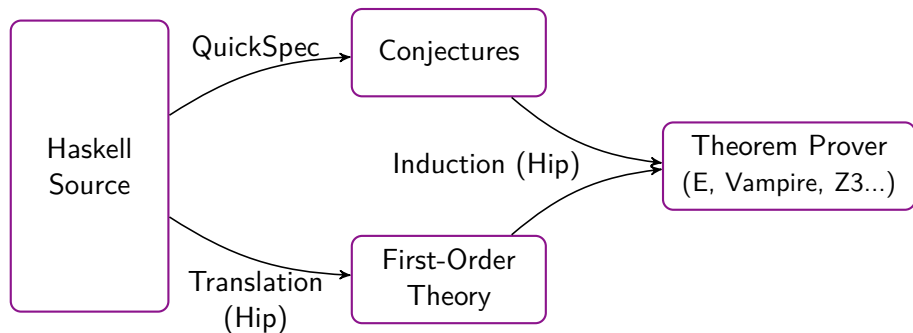 QuickSpec
Conjectures
Haskell
Source
Induction (Hip)
Theorem Prover
(E, Vampire, Z3...)
Translation
(Hip)
First-Order
Theory